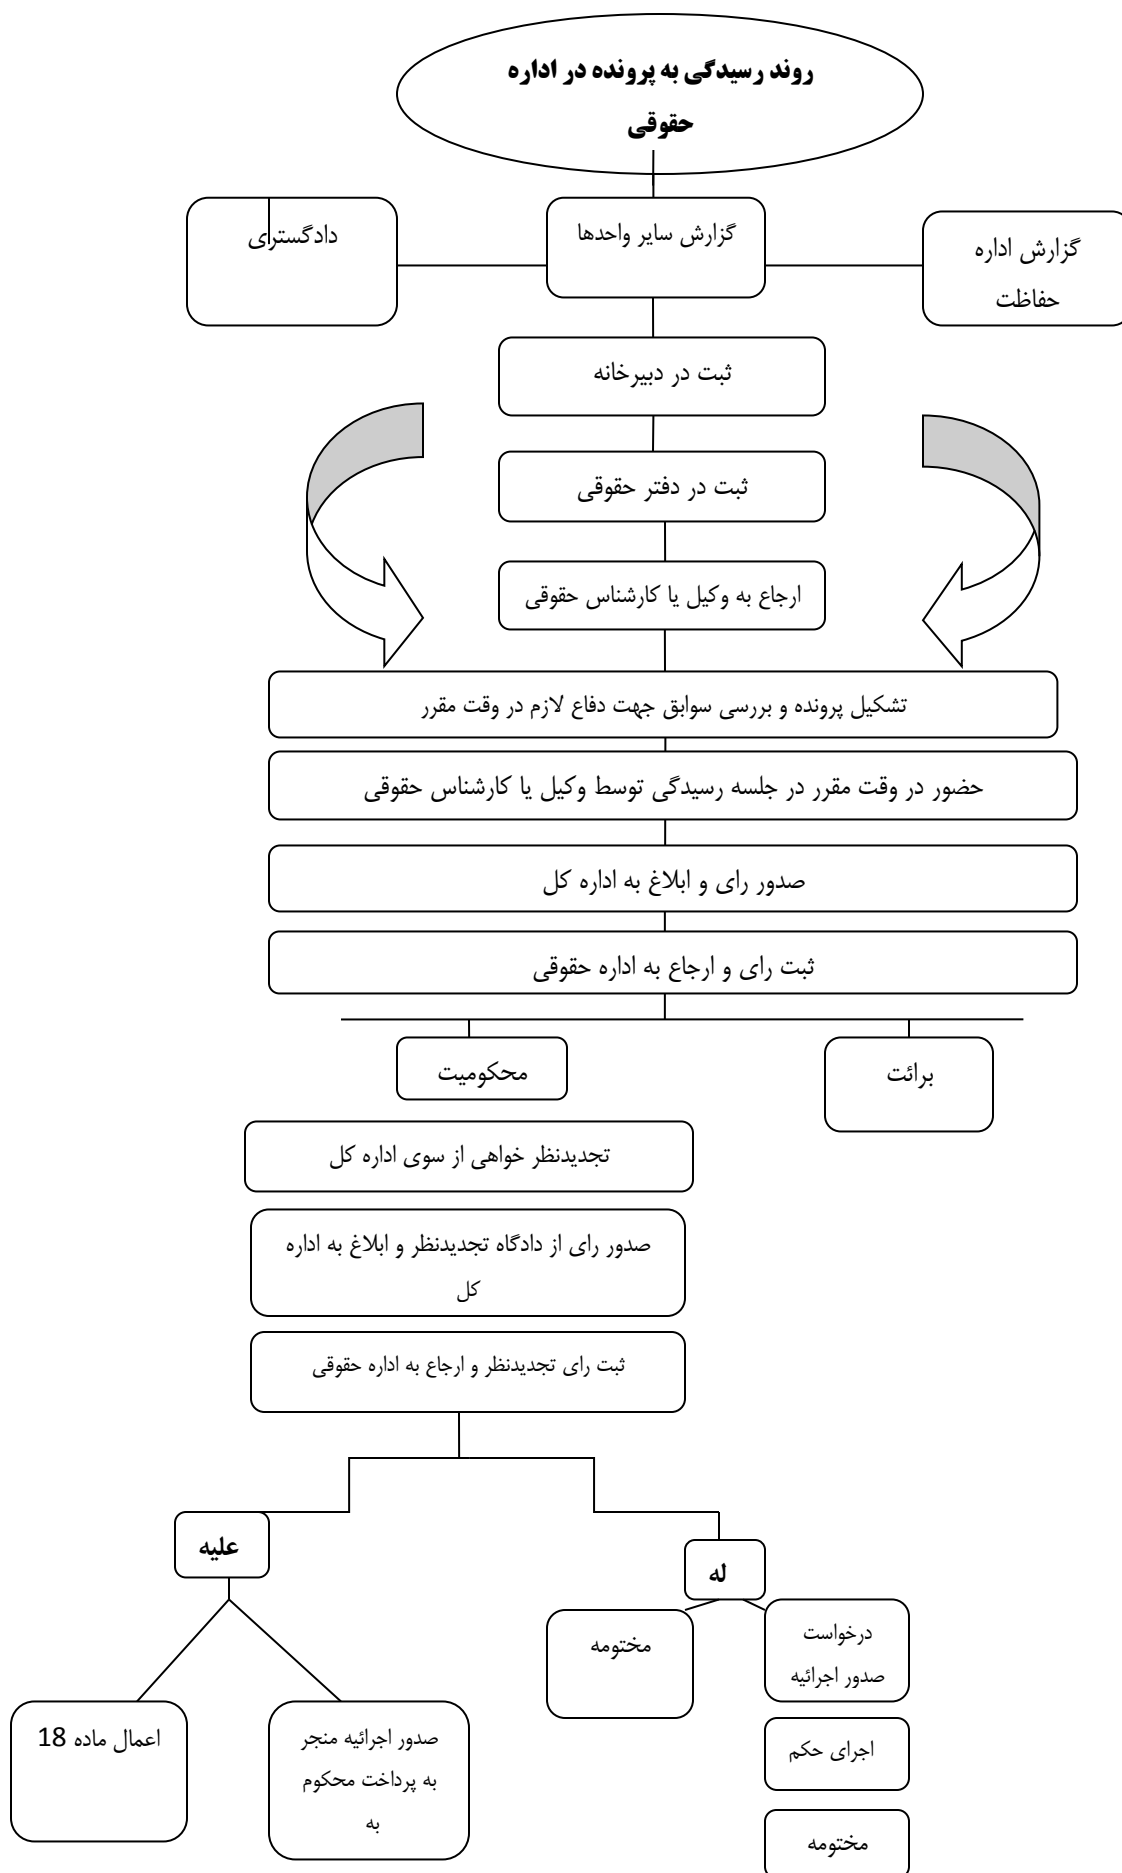 روند رسیدگی به پرونده در اداره
حقوقی
گزارش اداره
حفاظت
گزارش سایر واحدها
دادگستری
ثبت در دبیرخانه
ثبت در دفتر حقوقی
ارجاع به وکیل یا کارشناس حقوقی
تشکیل پرونده و بررسی سوابق جهت دفاع لازم در وقت مقرر
حضور در وقت مقرر در جلسه رسیدگی توسط وکیل یا کارشناس حقوقی
صدور رای و ابلاغ به اداره کل
ثبت رای و ارجاع به اداره حقوقی
برائت
محکومیت
تجدیدنظر خواهی از سوی اداره کل
صدور رای از دادگاه تجدیدنظر و ابلاغ به اداره
کل
ثبت رای تجدیدنظر و ارجاع به اداره حقوقی
له
علیه
درخواست
صدور اجرائیه
مختومه
اجرای حکم
مختومه
صدور اجرائیه منجر
به پرداخت محکوم
به
اعمال ماده 18